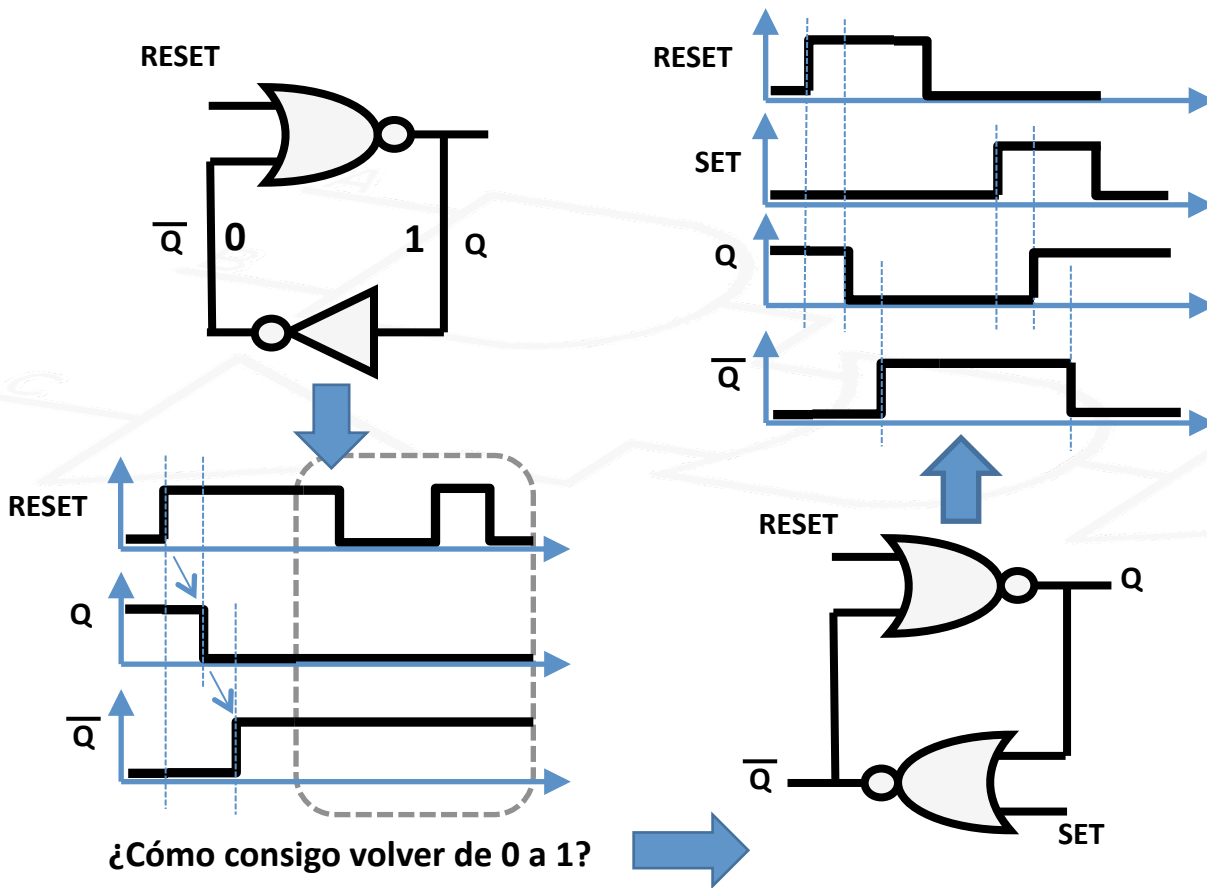 RESET
Q̅
0
1
Q
RESET
Q
Q̅
¿Cómo consigo volver de 0 a 1?
RESET
SET
Q
Q̅
RESET
Q
Q̅
SET
A
B
C